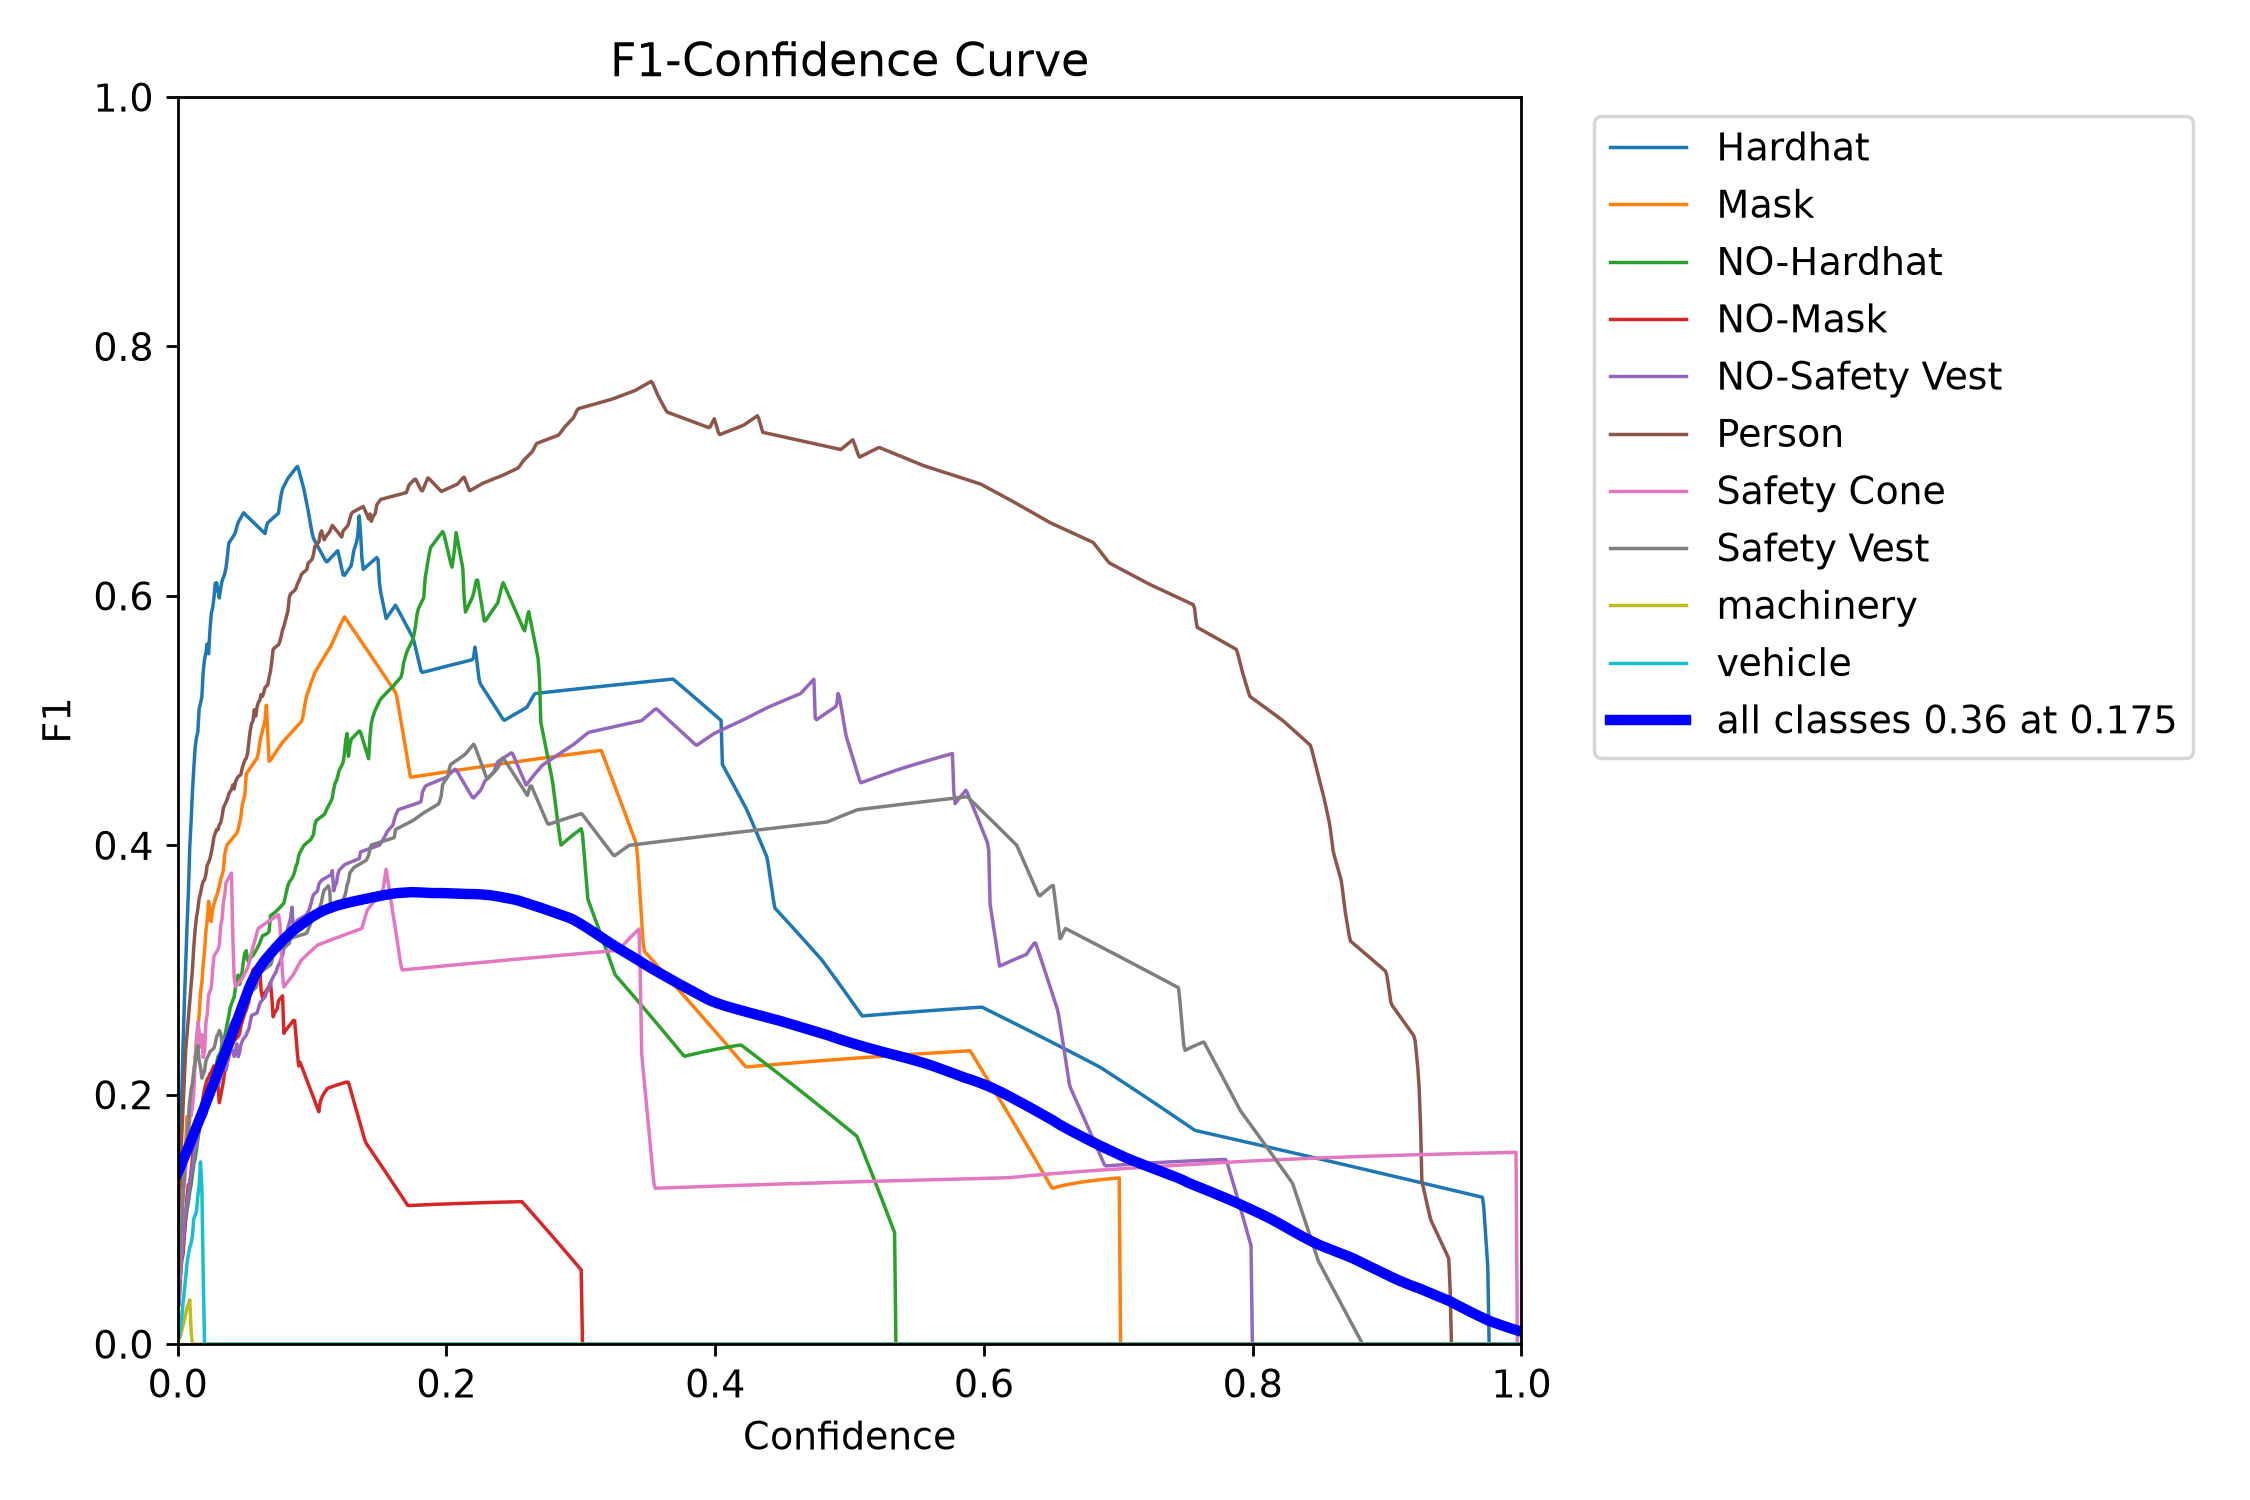 F1-Confidence Curve
1.0
0.8
0.6
0.4
0.2
0.0
F1
0.0 0.2 0.4 0.6 0.8 1.0
Confidence
Hardhat
Mask
NO-Hardhat
NO-Mask
NO-Safety Vest
Person
Safety Cone
Safety Vest
machinery
vehicle
all classes 0.36 at 0.175